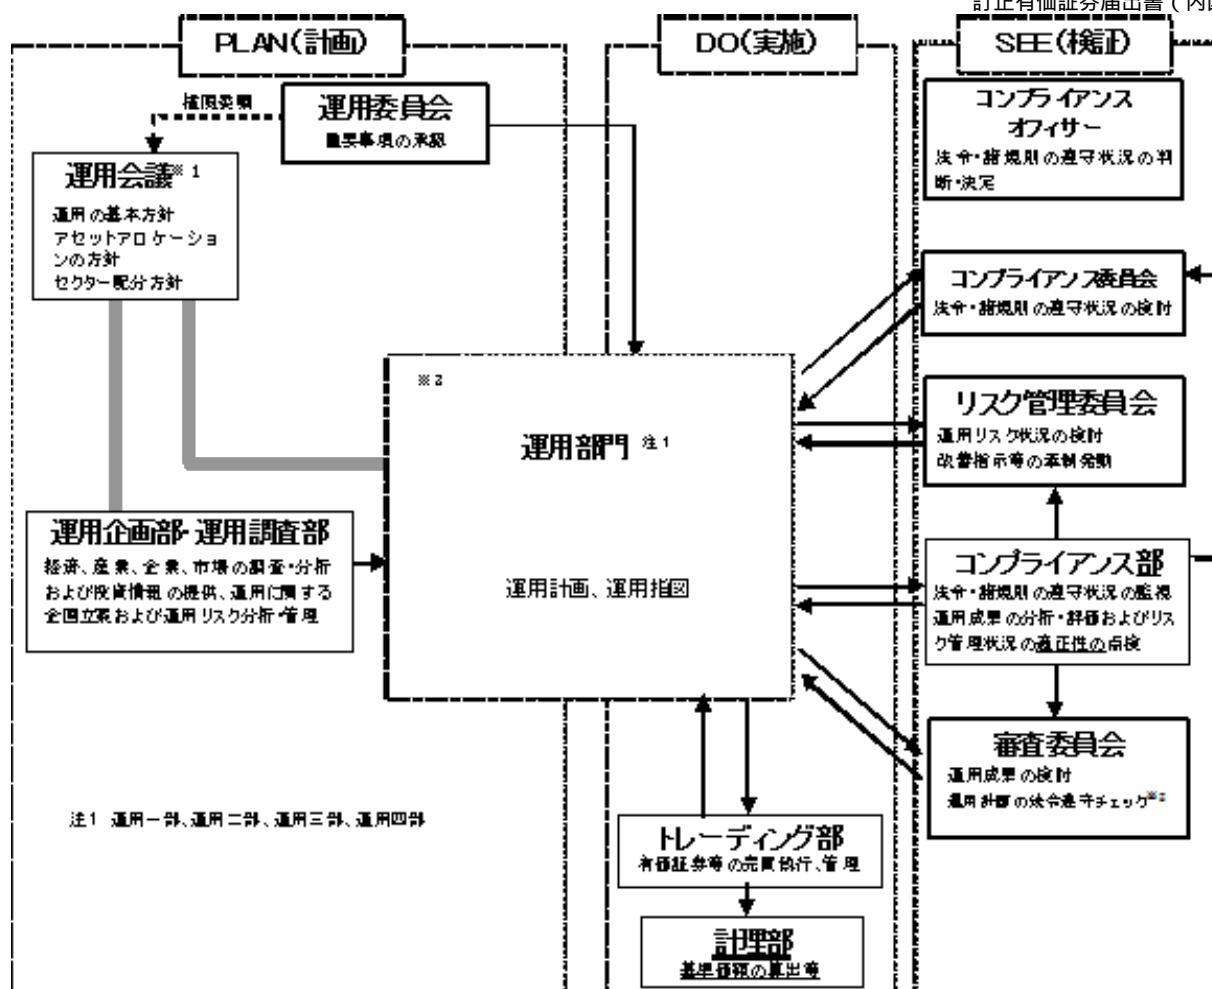 訂正有価証券届出書（内
PLAN(計画)
DO(実施)
SEE(検証)
権限委嘱
運用委員会
重要事項の承認
運用会議※1
運用の基本方針
アセットアロケーショ
ンの方針
セクター配分方針
コンプライアンス
オフィサー
法令・諸規則の遵守状況の判
断・決定
コンプライアンス委員会
法令・諸規則の遵守状況の検討
※2
運用部門 注1
運用計画、運用指図
リスク管理委員会
運用リスク状況の検討
改善指示等の牽制発動
運用企画部・運用調査部
経済、産業、企業、市場の調査・分析
および投資情報の提供、運用に関する
企画立案および運用リスク分析・管理
コンプライアンス部
法令・諸規則の遵守状況の監視
運用成果の分析・評価およびリス
ク管理状況の適正性の点検
審査委員会
運用成果の検討
運用計画の法令遵守チェック
注1 運用一部、運用二部、運用三部、運用四部
トレーディング部
有価証券等の売買執行、管理
計理部
基準価額の算出等